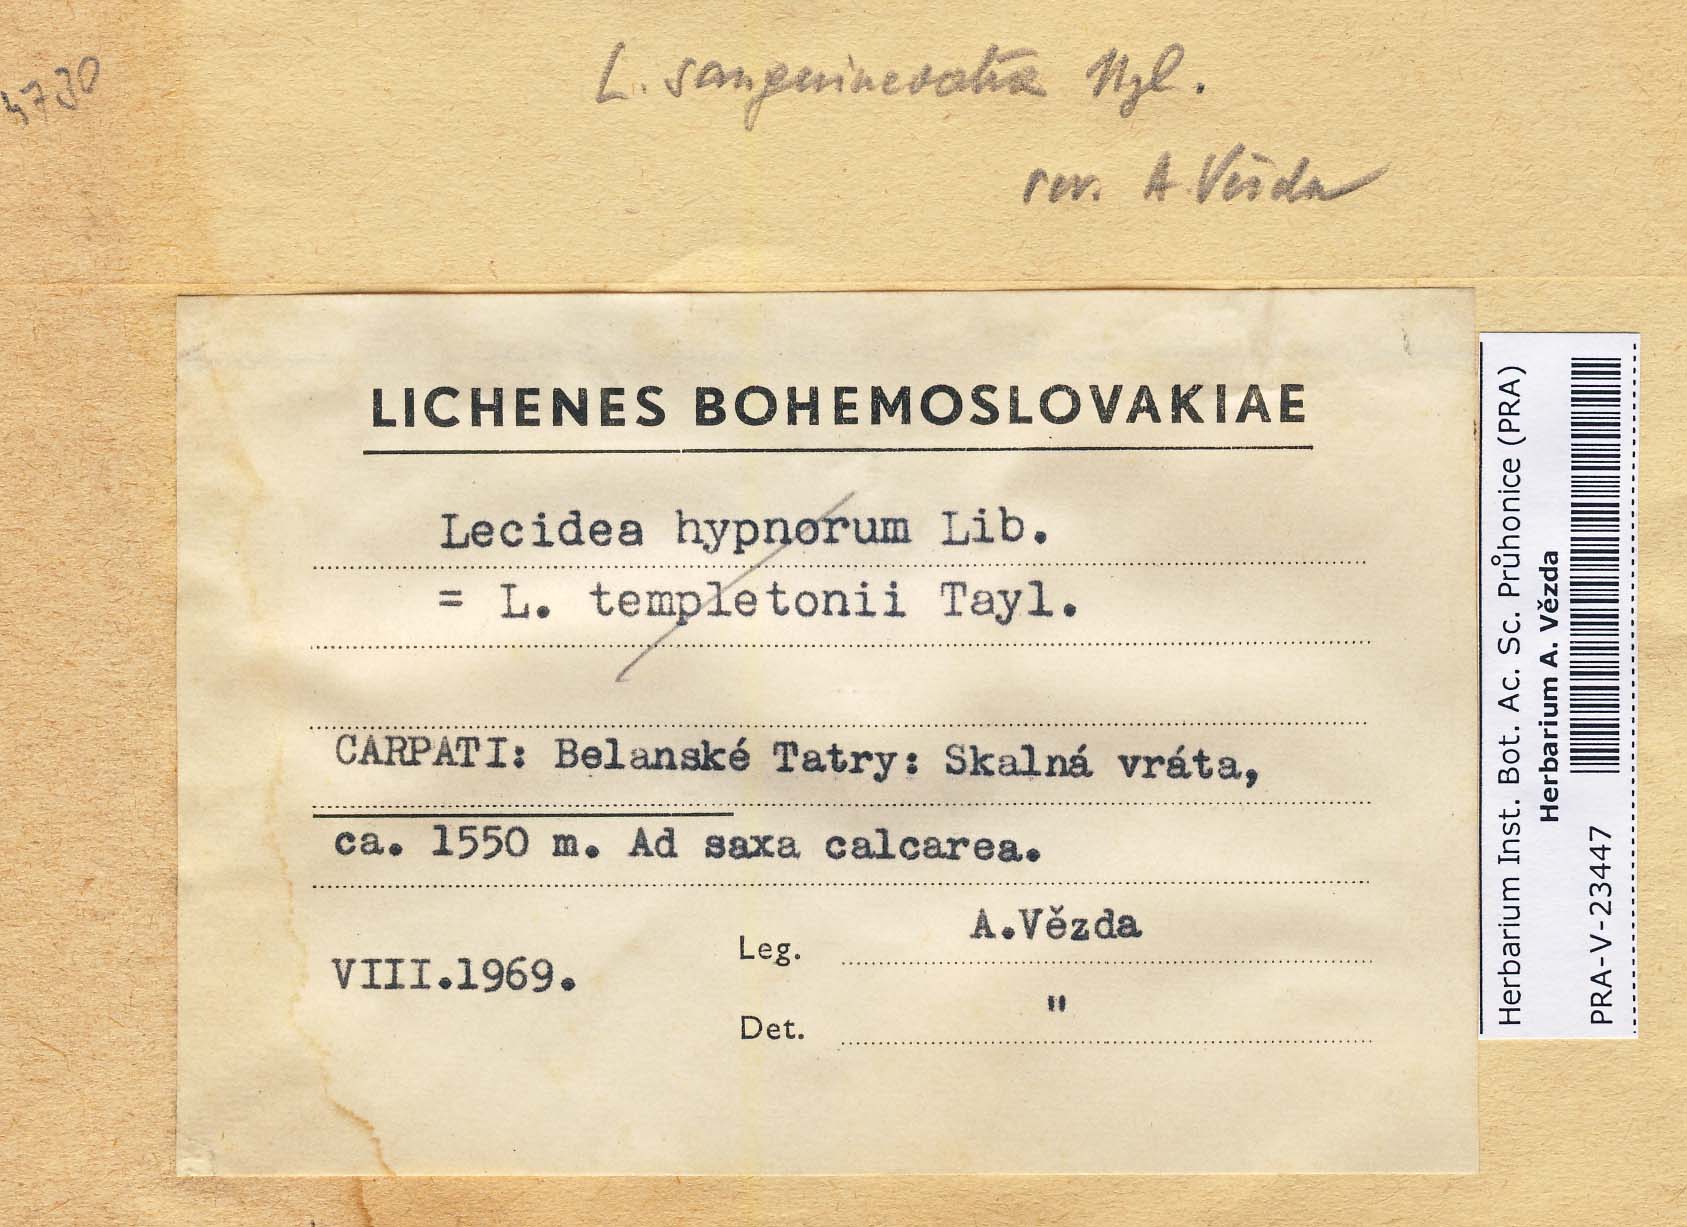 4730
L. sanguineoatra Nyl.
rev. A Vězda
LICHENES BOHEMOSLOVAKIAE
Lecidea hypnorum Lib.
= L. templetonii Tayl.
CARPATI: Belanské Tatry: Skalná vráta,
ca. 1550 m. Ad saxa calcarea.
A.Vězda
Leg.
VIII.1969.
"
Det.
Herbarium Inst. Bot. Ac. Sc. Průhonice (PRA)
Herbarium A. Vězda
PRA-V-23447